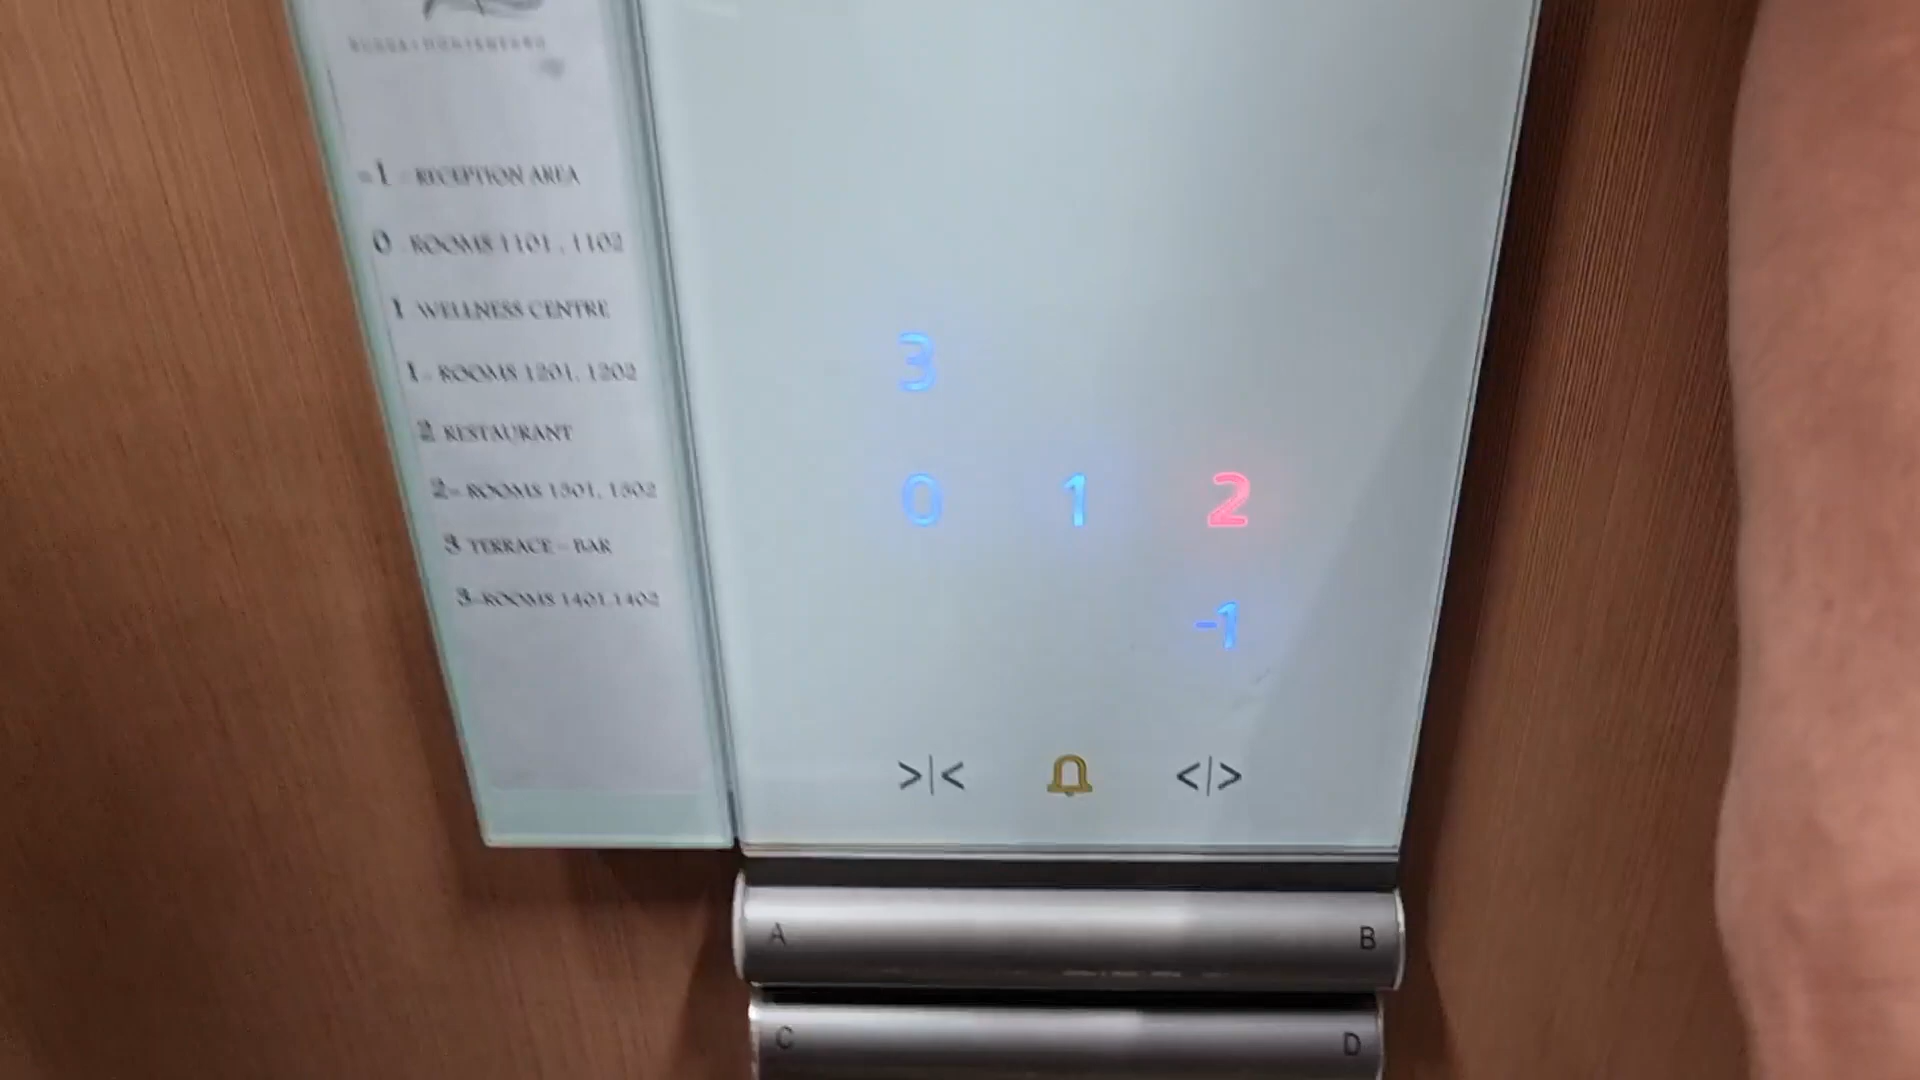 -1 - RECEPTION AREA
0 - ROOMS 1101 , 1102
1 WELLNESS CENTRE
1 - ROOMS 1201, 1202
2 RESTAURANT
2 - ROOMS 1301, 1302
3 TERRACE - BAR
3 - ROOMS 1401,1402
3
0 1 2
-1
>|< <|>
A B
C D